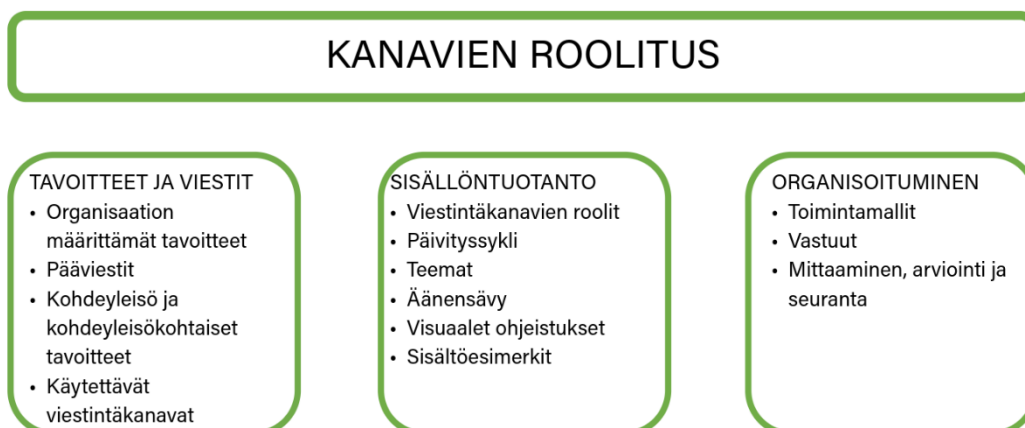 KANAVIEN ROOLITUS
TAVOITTEET JA VIESTIT
• Organisaation
määrittämät tavoitteet
• Pääviestit
• Kohdeyleisö ja
kohdeyleisökohtaiset
tavoitteet
• Käytettävät
viestintäkanavat
SISÄLLÖNTUOTANTO
• Viestintäkanavien roolit
• Päivityssykli
• Teemat
• Äänensävy
• Visuaalet ohjeistukset
• Sisältöesimerkit
ORGANISOITUMINEN
• Toimintamallit
• Vastuut
• Mittaaminen, arviointi ja
seuranta